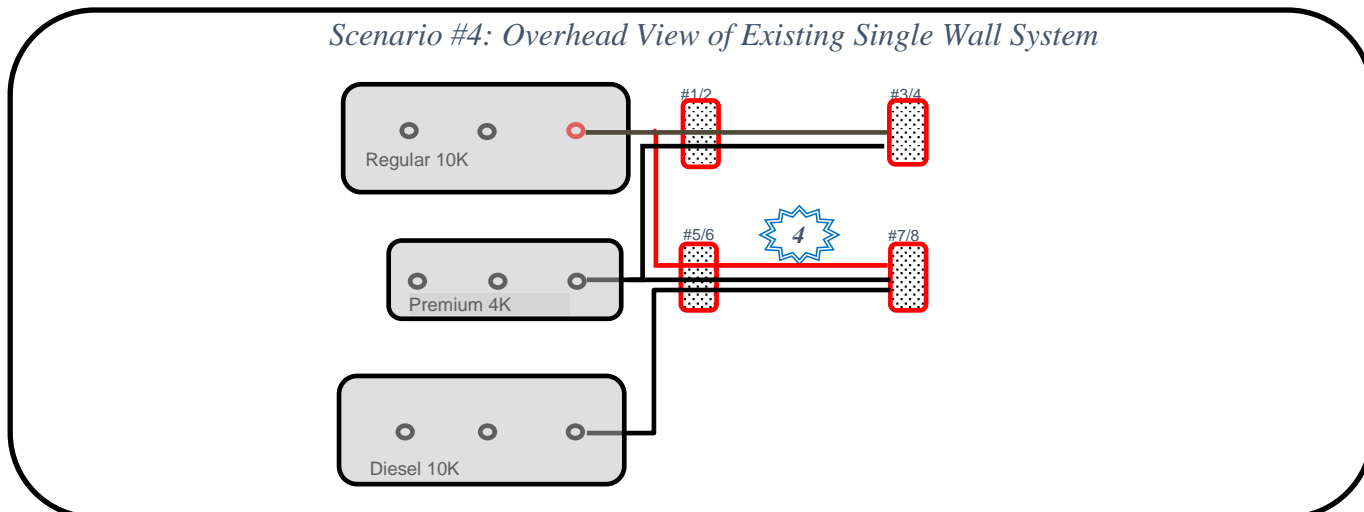 Scenario #4: Overhead View of Existing Single Wall System
#1/2
#3/4
Regular 10K
#5/6
4
#7/8
Premium 4K
Diesel 10K